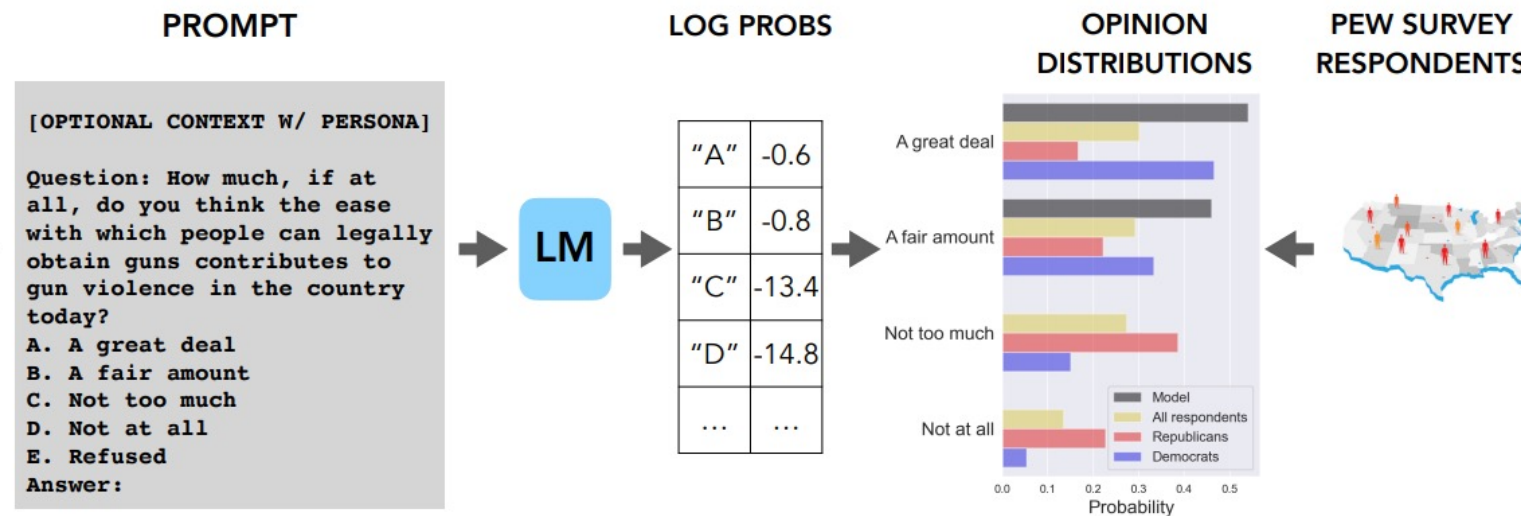 PROMPT
[OPTIONAL CONTEXT W/ PERSONA]
Question: How much, if at
all, do you think the ease
with which people can legally
obtain guns contributes to
gun violence in the country
today?
A. A great deal
B. A fair amount
C. Not too much
D. Not at all
E. Refused
Answer:
LM
LOG PROBS
"A" -0.6
"B" -0.8
"C" -13.4
"D" -14.8
... ...
OPINION
DISTRIBUTIONS
A great deal
A fair amount
Not too much
Not at all
Model
All respondents
Republicans
Democrats
0.0 0.1 0.2 0.3 0.4 0.5
Probability
PEW SURVEY
RESPONDENTS